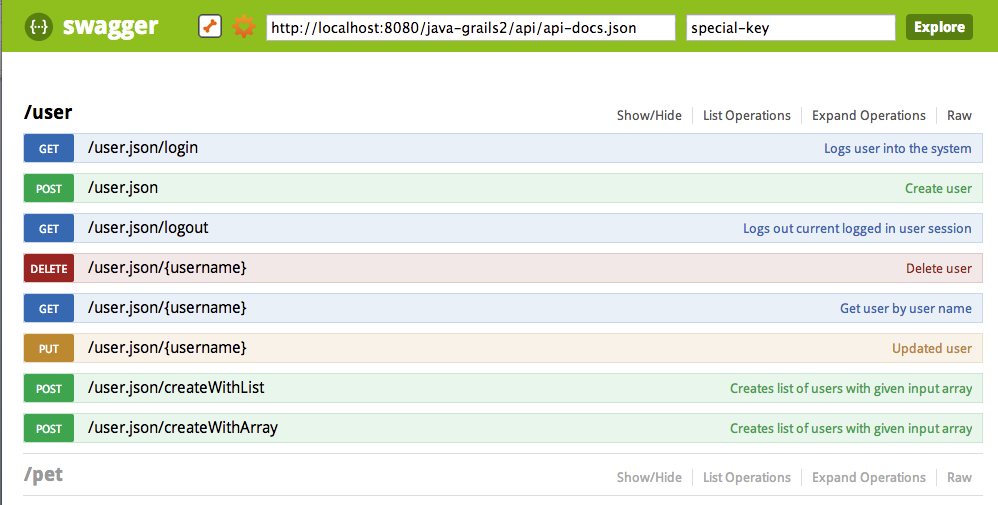 {··} swagger http://localhost:8080/java-grails2/api/api-docs.json special-key Explore
/user Show/Hide List Operations Expand Operations Raw
GET /user.json/login Logs user into the system
POST /user.json Create user
GET /user.json/logout Logs out current logged in user session
DELETE /user.json/{username} Delete user
GET /user.json/{username} Get user by user name
PUT /user.json/{username} Updated user
POST /user.json/createWithList Creates list of users with given input array
POST /user.json/createWithArray Creates list of users with given input array
/pet Show/Hide List Operations Expand Operations Raw